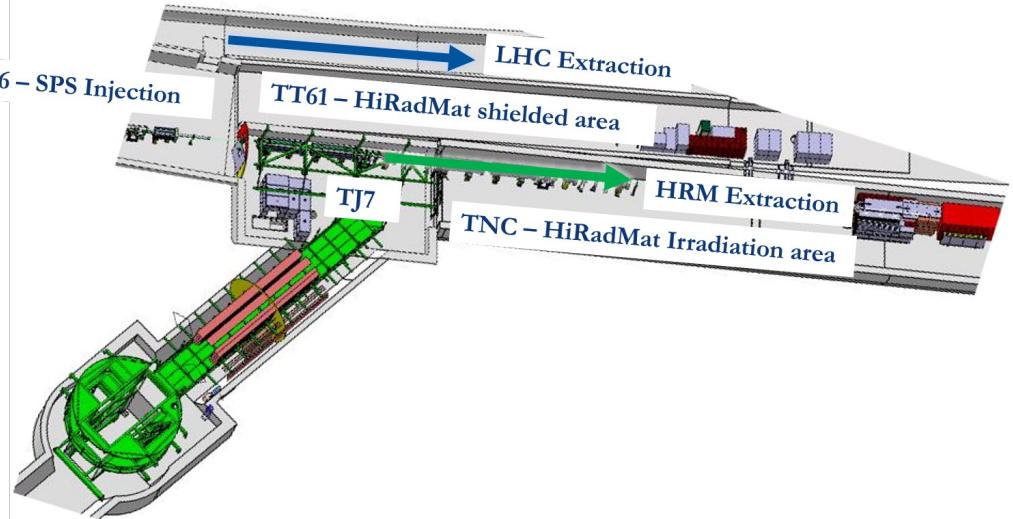 LHC Extraction
6 – SPS Injection
TT61 – HiRadMat shielded area
TJ7
HRM Extraction
TNC – HiRadMat Irradiation area